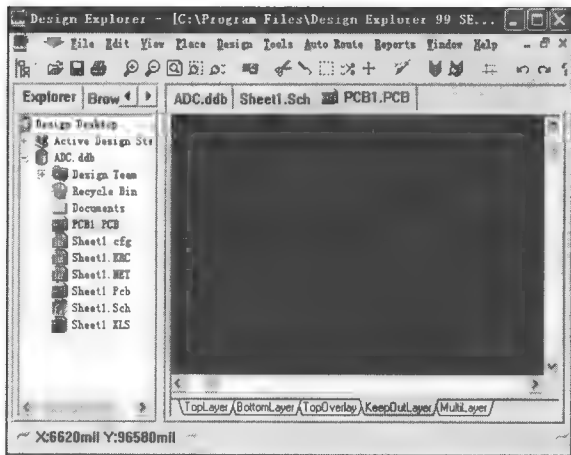 Design Explorer - [C:\Program Files\Design Explorer 99 SE...
File Edit View Place Design Tools Auto Route Reports Window Help
Explorer Brow
ADC.ddb Sheet1.Sch PCB1.PCB
Design Desktop
Active Design Sta
ADC.ddb
Design Team
Recycle Bin
Documents
PCB1 PCB
Sheet1 cfg
Sheet1.ERC
Sheet1.NET
Sheet1 Pcb
Sheet1.Sch
Sheet1 XLS
TopLayer BottomLayer TopOverlay KeepOutLayer MultiLayer
X:6620mil Y:96580mil